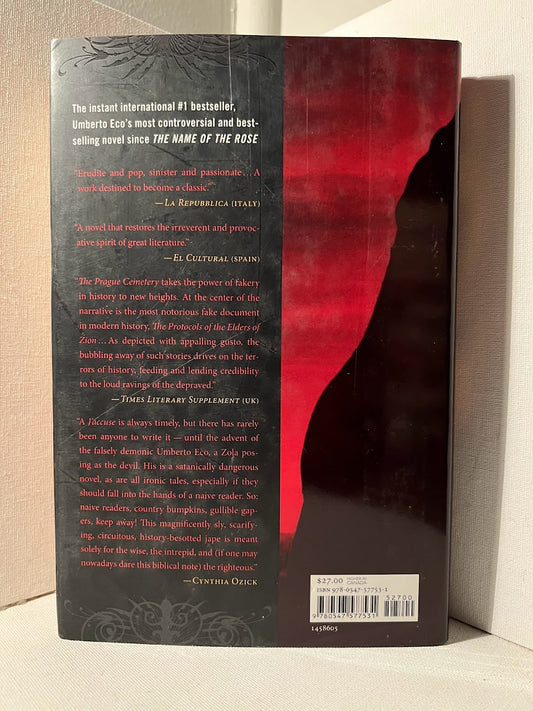 The instant international #1 bestseller,
Umberto Eco's most controversial and best-
selling novel since THE NAME OF THE ROSE
"Erudite and pop, sinister and passionate... A
work destined to become a classic."
—LA REPUBBLICA (ITALY)
"A novel that restores the irreverent and provoc-
ative spirit of great literature."
—EL CULTURAL (SPAIN)
"The Prague Cemetery takes the power of fakery
in history to new heights. At the center of the
narrative is the most notorious fake document
in modern history, The Protocols of the Elders of
Zion... As depicted with appalling gusto, the
bubbling away of such stories drives on the ter-
rors of history, feeding and lending credibility
to the loud ravings of the depraved."
—TIMES LITERARY SUPPLEMENT (UK)
"A J'accuse is always timely, but there has rarely
been anyone to write it — until the advent of
the falsely demonic Umberto Eco, a Zola pos-
ing as the devil. His is a satanically dangerous
novel, as are all ironic tales, especially if they
should fall into the hands of a naive reader. So:
naive readers, country bumpkins, gullible gap-
ers, keep away! This magnificently sly, scarify-
ing, circuitous, history-besotted jape is meant
solely for the wise, the intrepid, and (if one may
nowadays dare this biblical note) the righteous."
—CYNTHIA OZICK
$27.00 HIGHER IN CANADA
ISBN 978-0-547-57753-1
52700
9 780547 577531
1458605